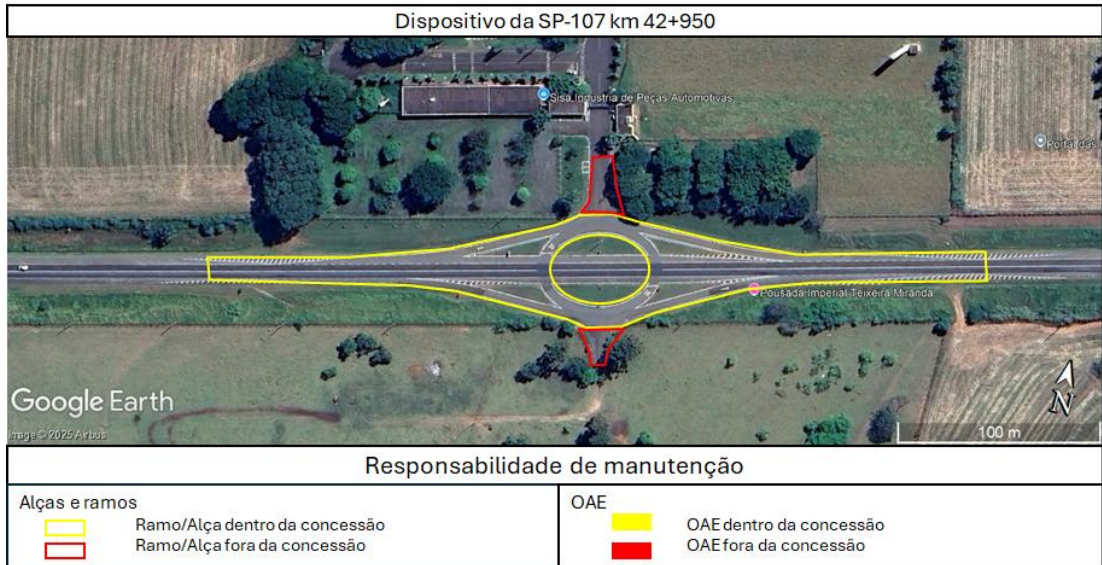 Dispositivo da SP-107 km 42+950
Sisa Indústria de Peças Automotivas
Portal das
Pousada Imperial Teixeira Miranda
Google Earth
Image © 2025 Airbus
N
100 m
Responsabilidade de manutenção
Alças e ramos
Ramo/Alça dentro da concessão
Ramo/Alça fora da concessão
OAE
OAE dentro da concessão
OAE fora da concessão